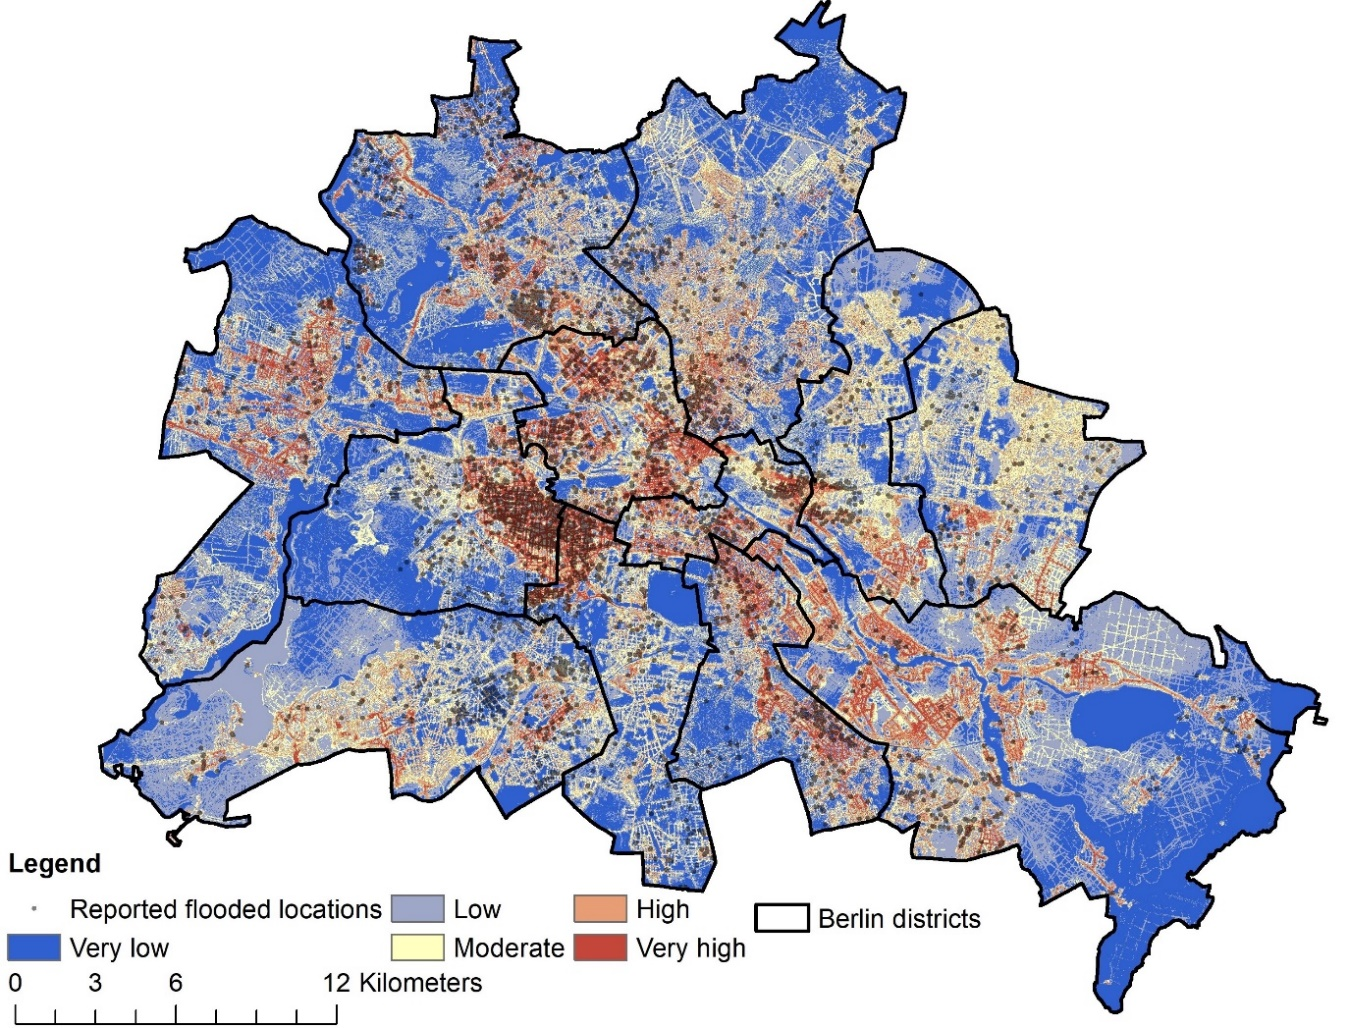 Legend
Reported flooded locations
Low
High
Berlin districts
Very low
Moderate
Very high
0 3 6 12 Kilometers